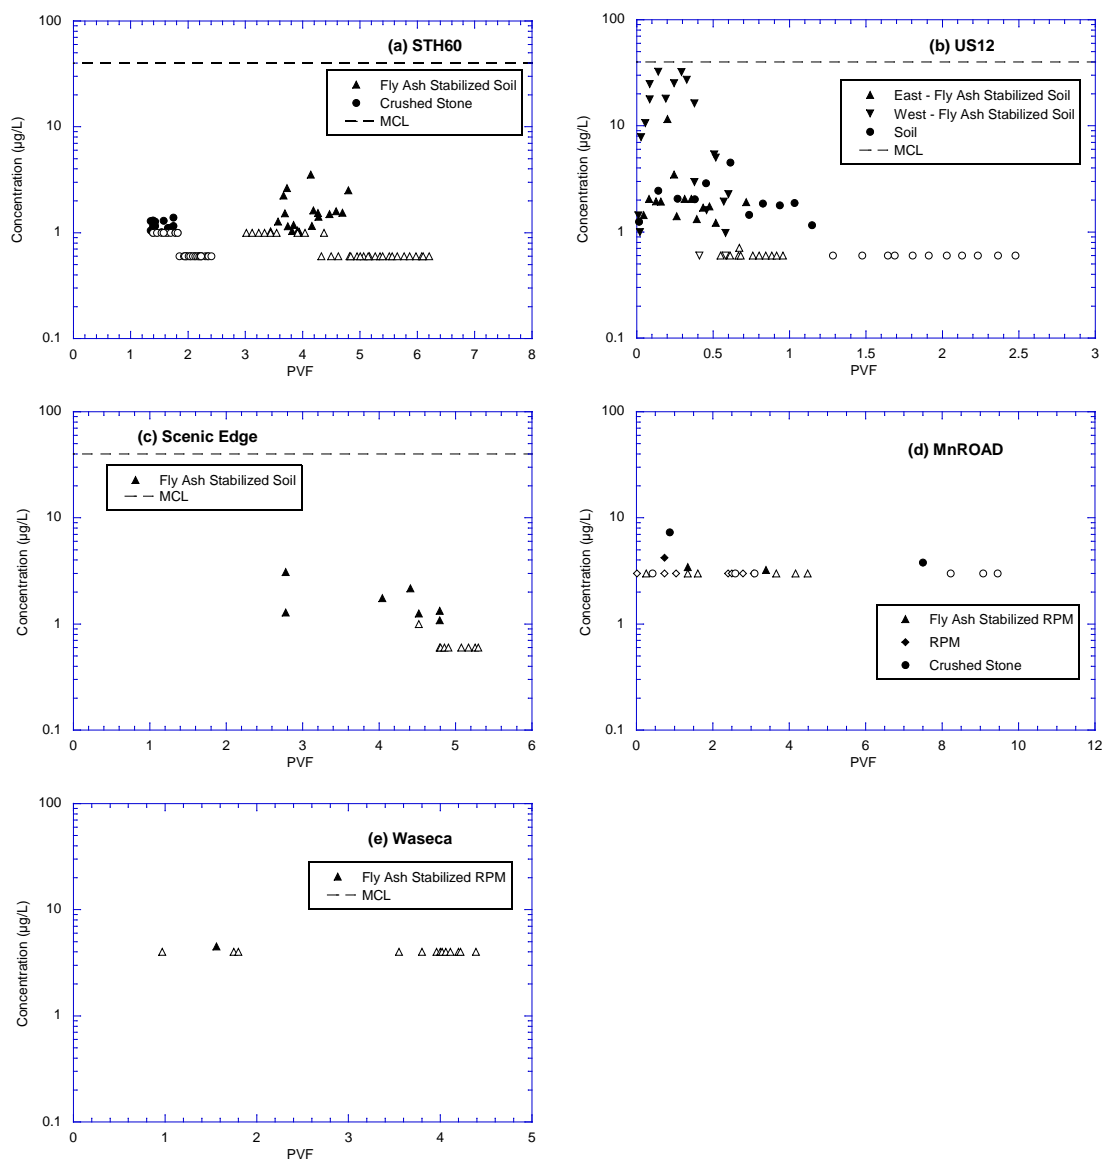 (a) STH60
Fly Ash Stabilized Soil
Crushed Stone
MCL
Concentration (µg/L)
100
10
1
0.1
0 1 2 3 4 5 6 7 8
PVF
(b) US12
East - Fly Ash Stabilized Soil
West - Fly Ash Stabilized Soil
Soil
MCL
Concentration (µg/L)
100
10
1
0.1
0 0.5 1 1.5 2 2.5 3
PVF
(c) Scenic Edge
Fly Ash Stabilized Soil
MCL
Concentration (µg/L)
100
10
1
0.1
0 1 2 3 4 5 6
PVF
(d) MnROAD
Fly Ash Stabilized RPM
RPM
Crushed Stone
Concentration (µg/L)
100
10
1
0.1
0 2 4 6 8 10 12
PVF
(e) Waseca
Fly Ash Stabilized RPM
MCL
Concentration (µg/L)
100
10
1
0.1
0 1 2 3 4 5
PVF